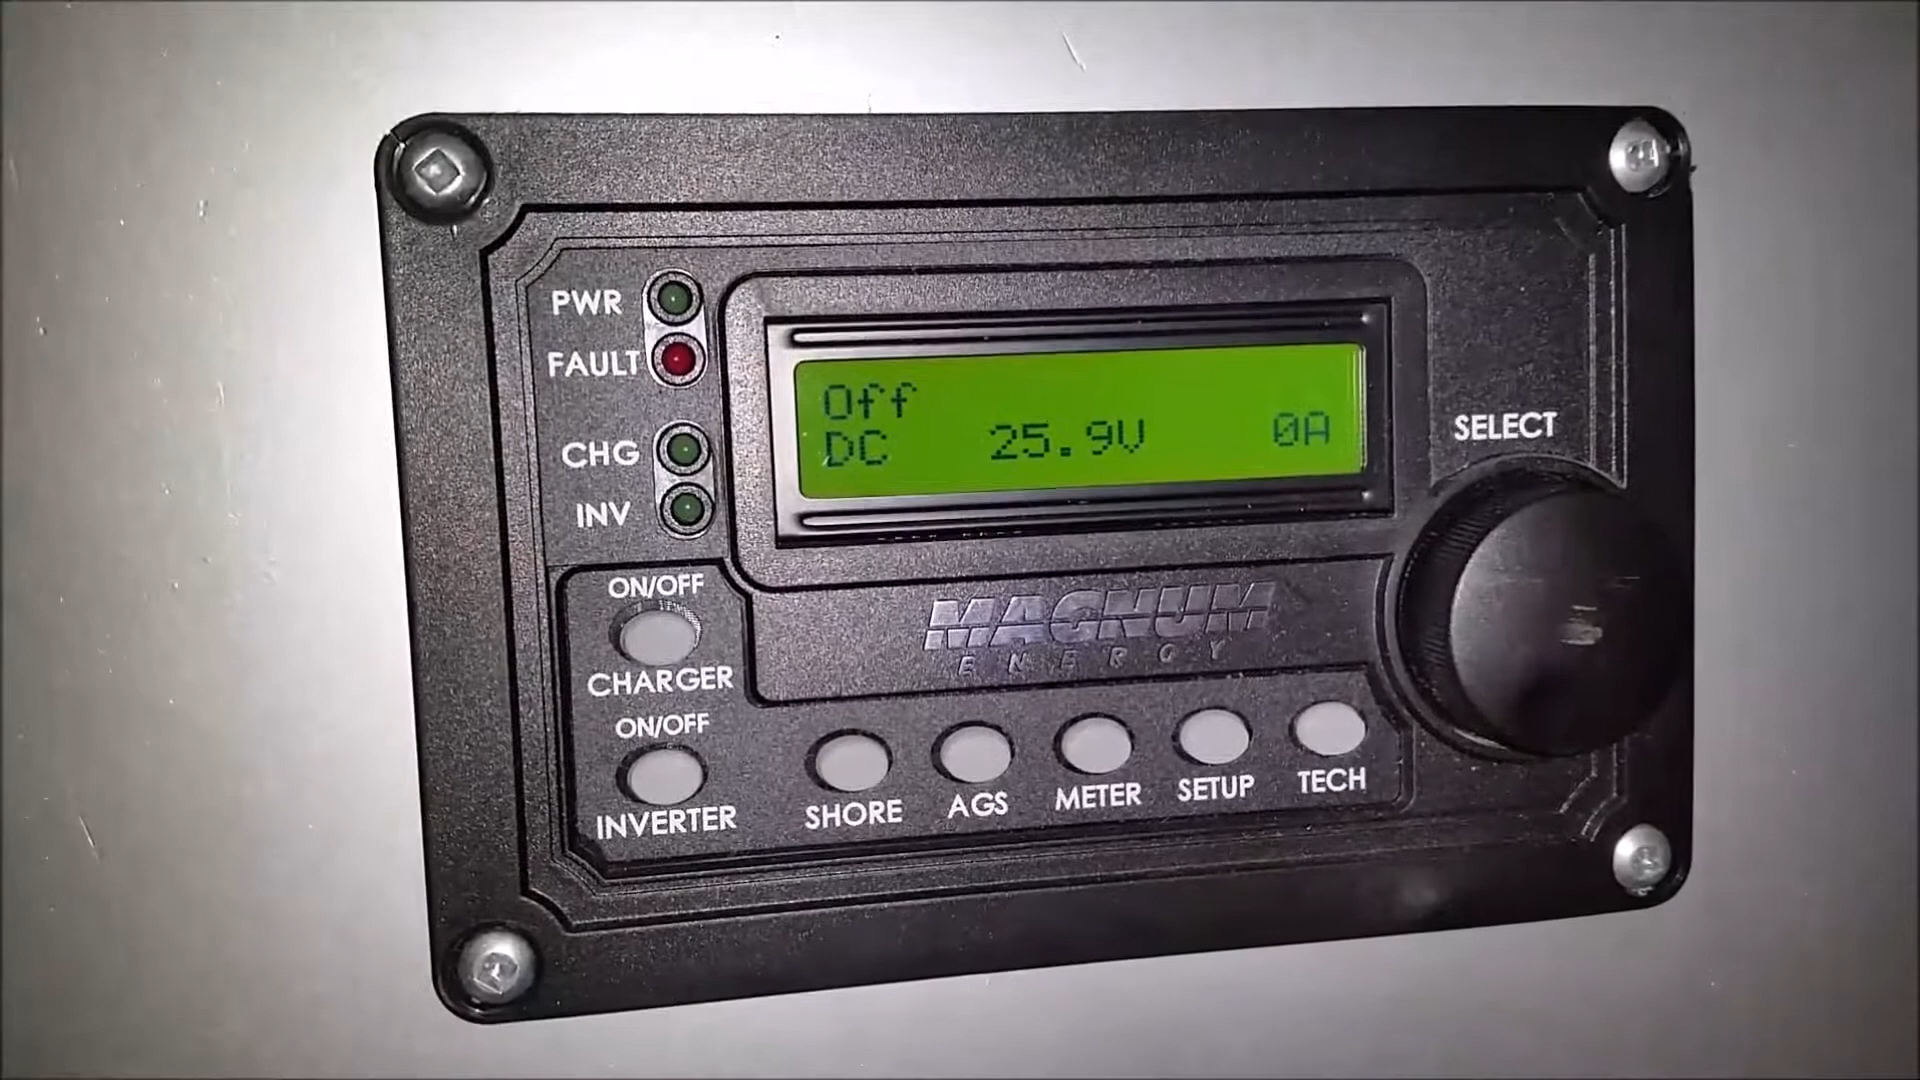 PWR
FAULT
CHG
INV
Off
DC 25.9V 0A
SELECT
MAGNUM
ENERGY
ON/OFF
CHARGER
ON/OFF
INVERTER
SHORE
AGS
METER
SETUP
TECH